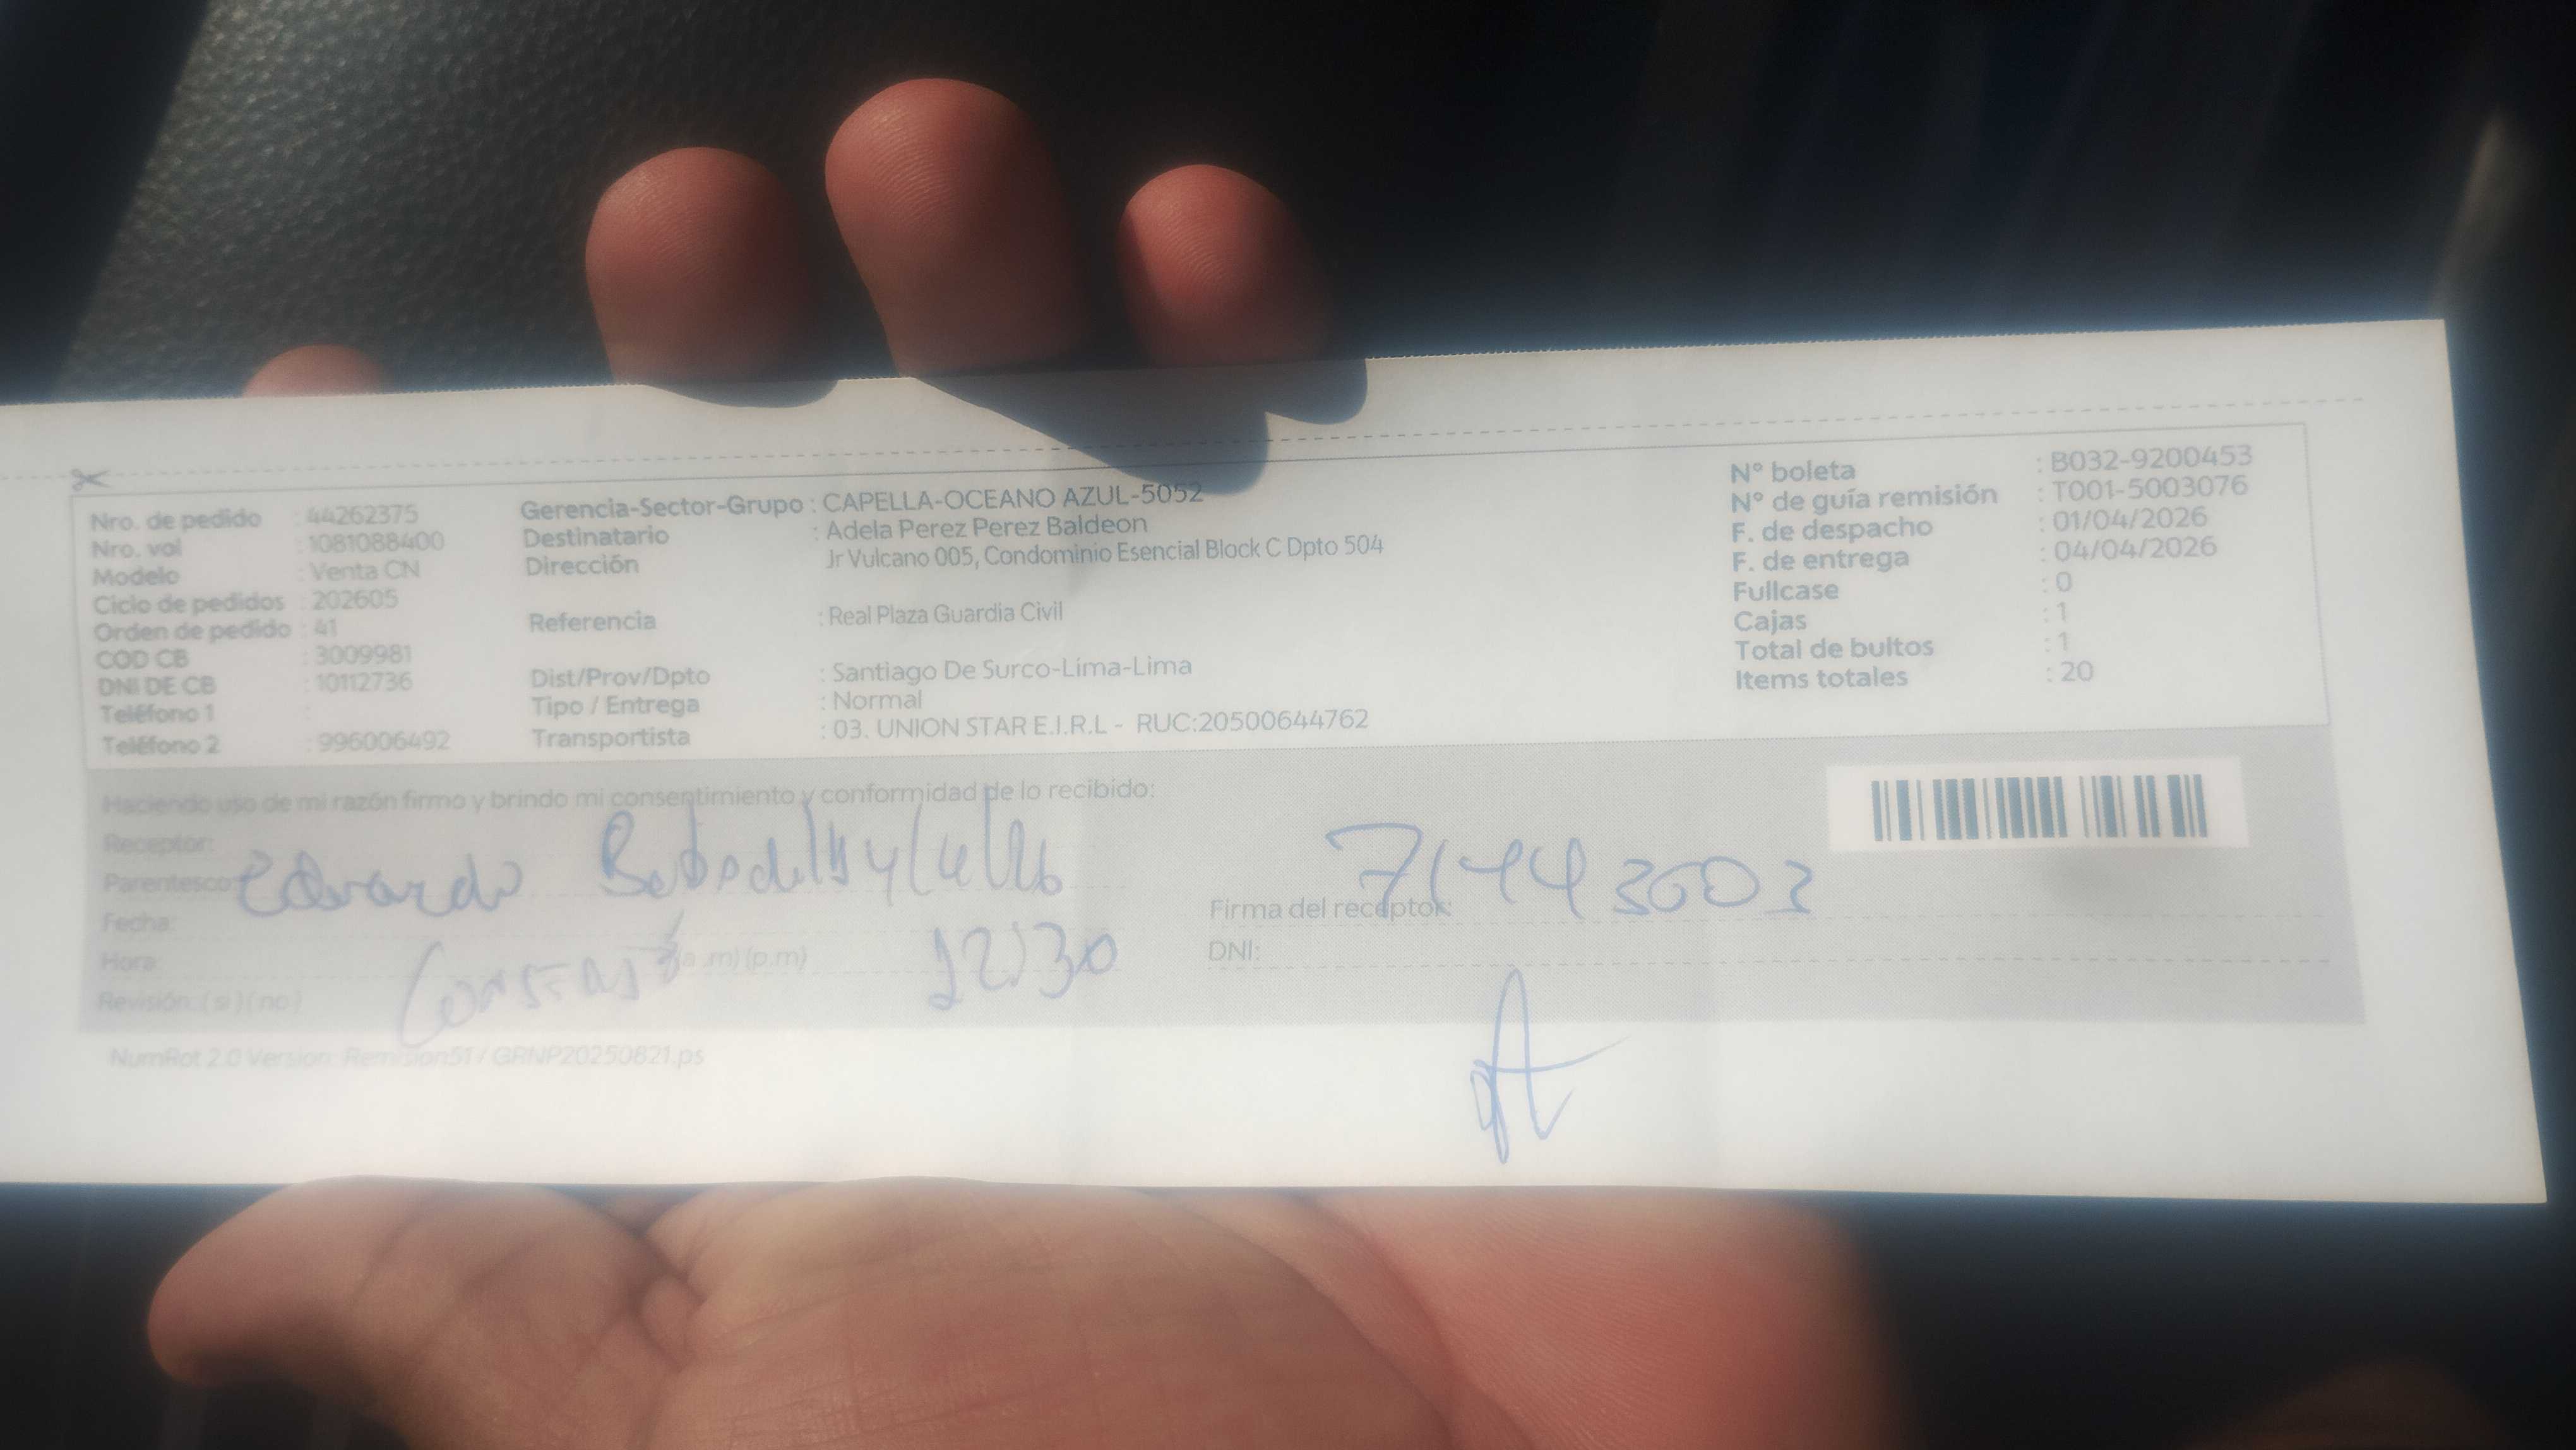 Nro. de pedido : 44262375
Nro. vol : 1081088400
Modelo : Venta CN
Ciclo de pedidos : 202605
Orden de pedido : 41
COD CB : 3009981
DNI DE CB : 10112736
Teléfono 1 :
Teléfono 2 : 996006492
Gerencia-Sector-Grupo : CAPELLA-OCEANO AZUL-5052
Destinatario : Adela Perez Perez Baldeon
Dirección Jr Vulcano 005, Condominio Esencial Block C Dpto 504
Referencia : Real Plaza Guardia Civil
Dist/Prov/Dpto : Santiago De Surco-Lima-Lima
Tipo / Entrega : Normal
Transportista : 03. UNION STAR E.I.R.L - RUC:20500644762
N° boleta : B032-9200453
N° de guía remisión : T001-5003076
F. de despacho : 01/04/2026
F. de entrega : 04/04/2026
Fullcase : 0
Cajas : 1
Total de bultos : 1
Items totales : 20
Haciendo uso de mi razón firmo y brindo mi consentimiento y conformidad de lo recibido:
Receptor:
Parentesco: Eduardo
Fecha:
Hora: (a.m) (p.m) 12:30
Revisión: ( si ) ( no )
Firma del receptor:
DNI:
NumRot 2.0 Version: Remision51 / GRNP20250821.ps